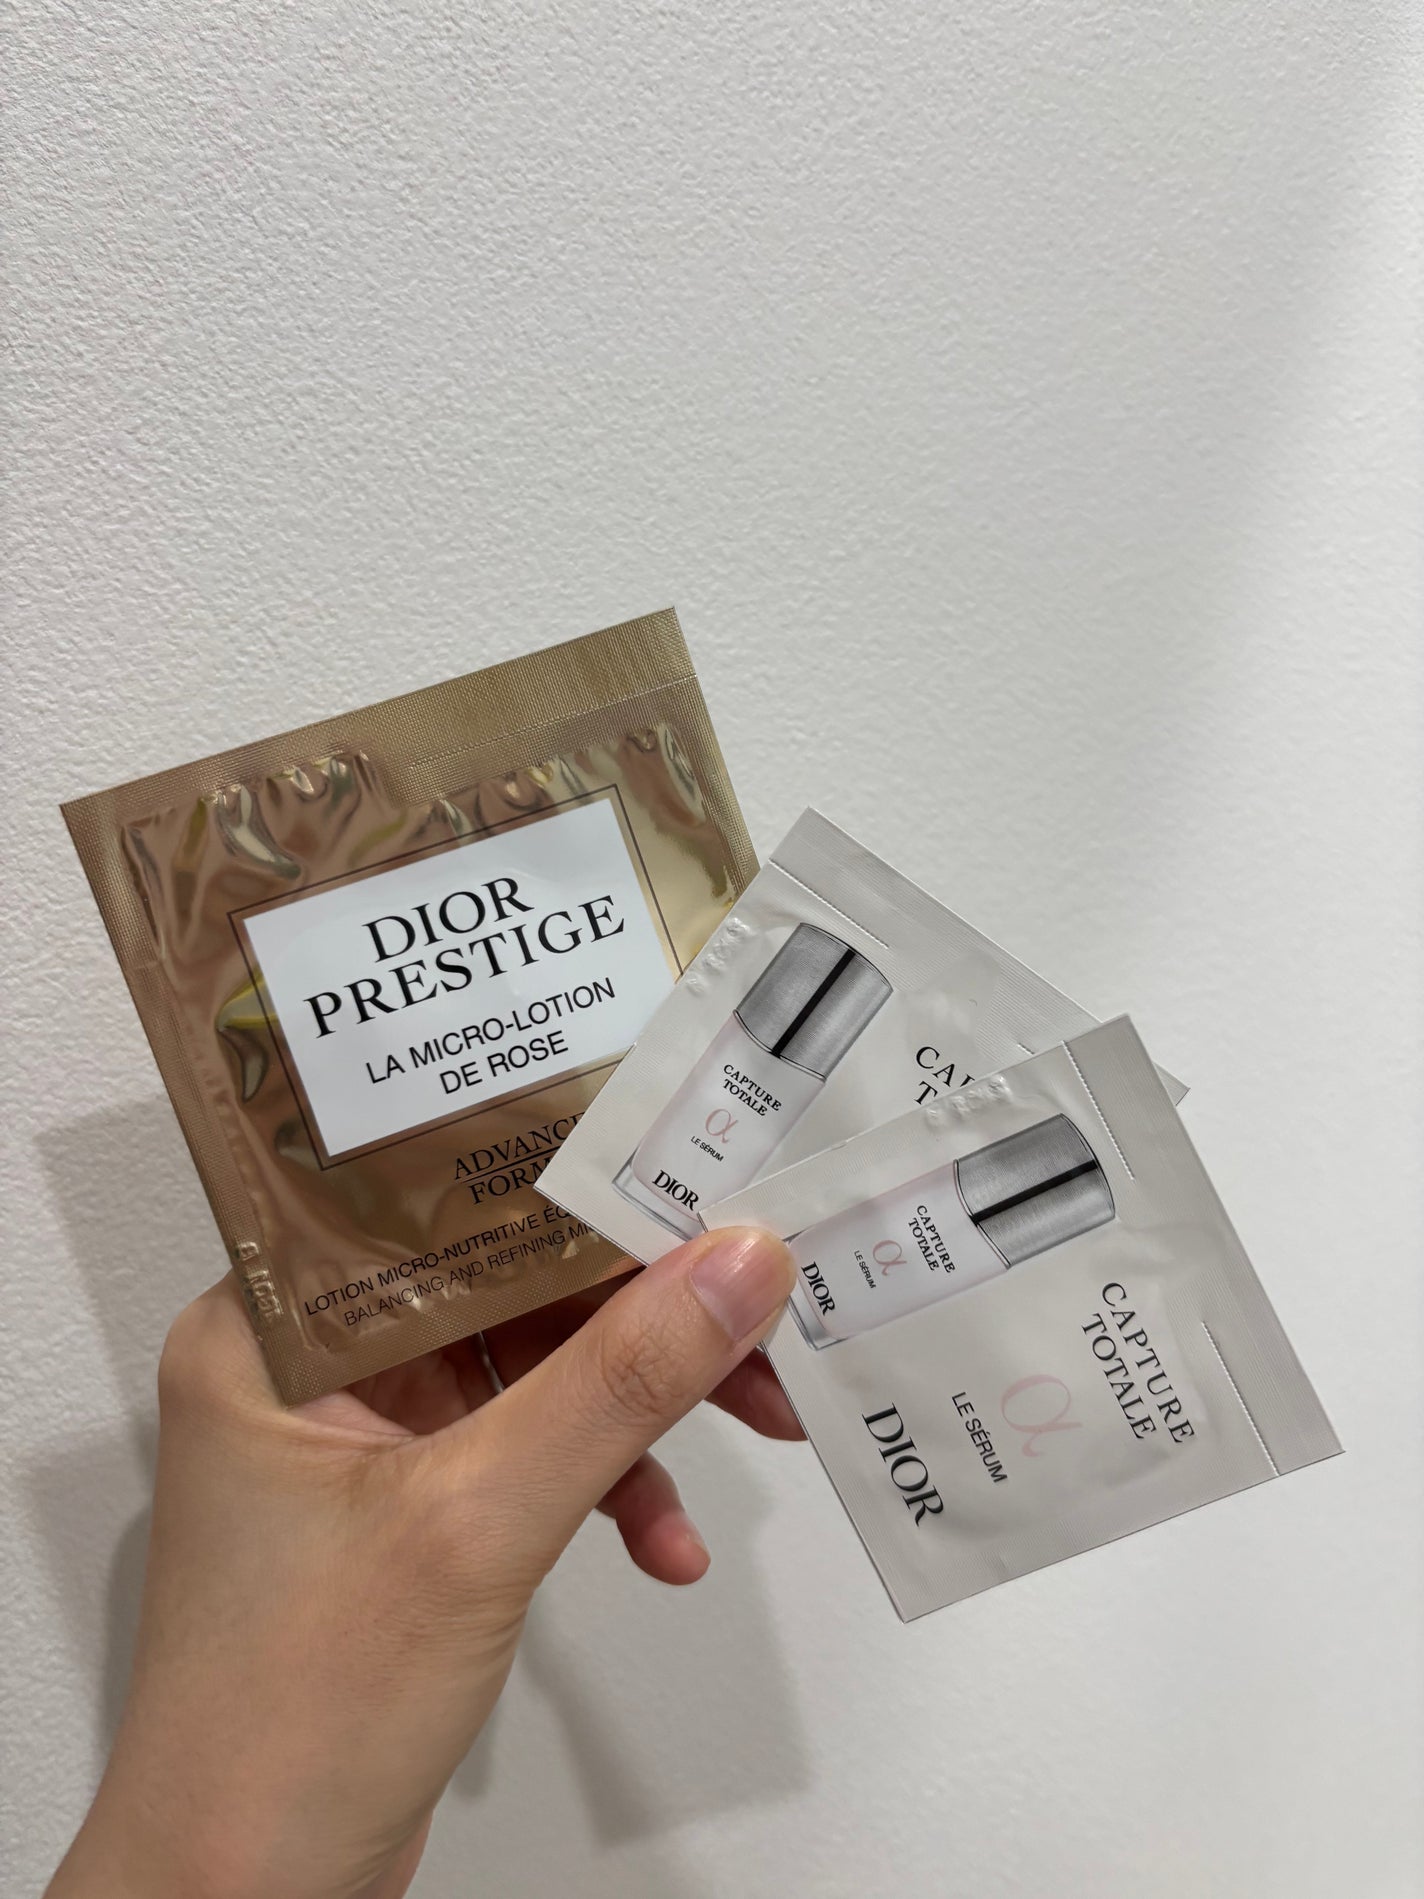 DIOR
PRESTIGE
LA MICRO-LOTION
DE ROSE
LOTION MICRO-NUTRITIVE
BALANCING AND REFINING
CAPTURE
TOTALE
α
LE SÉRUM
DIOR
CAPTURE
TOTALE
α
LE SÉRUM
DIOR
CAPTURE
TOTALE
α
LE SÉRUM
DIOR